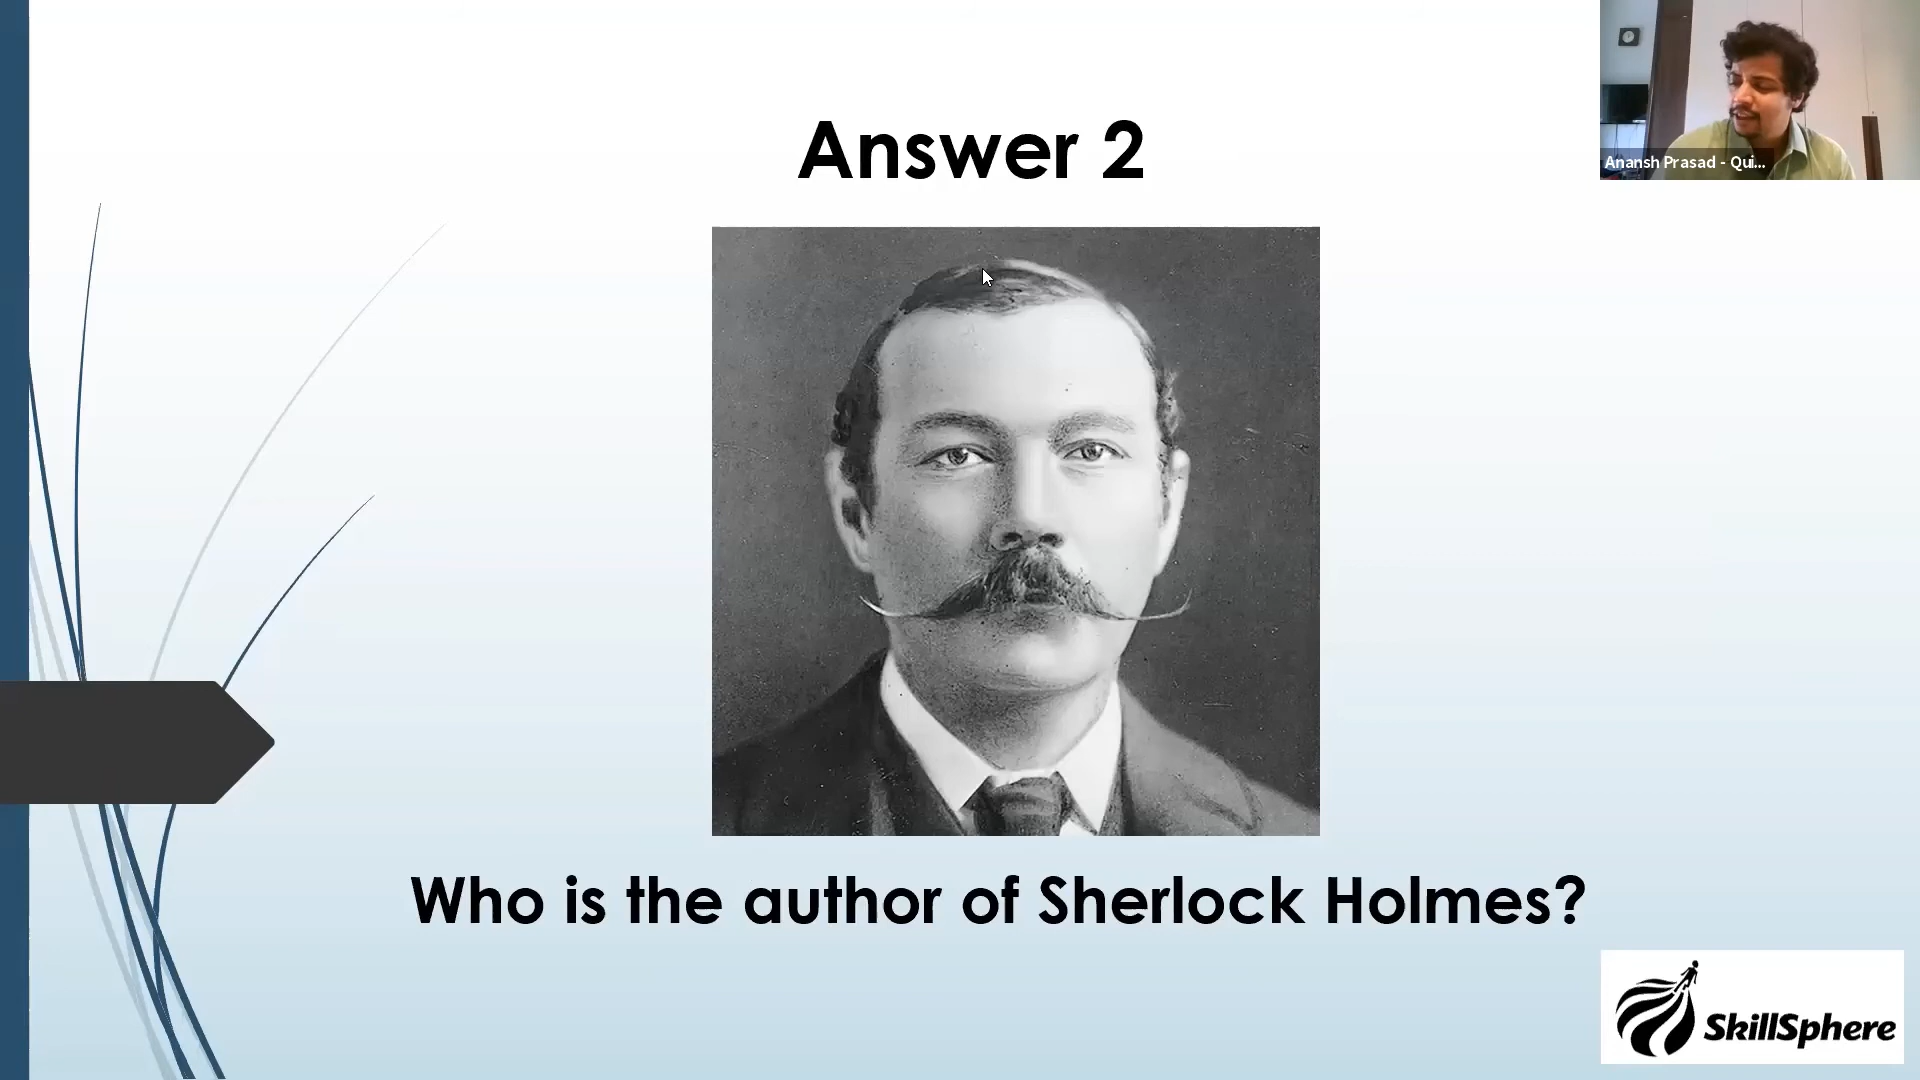 Answer 2
Anansh Prasad - Qui...
Who is the author of Sherlock Holmes?
SkillSphere